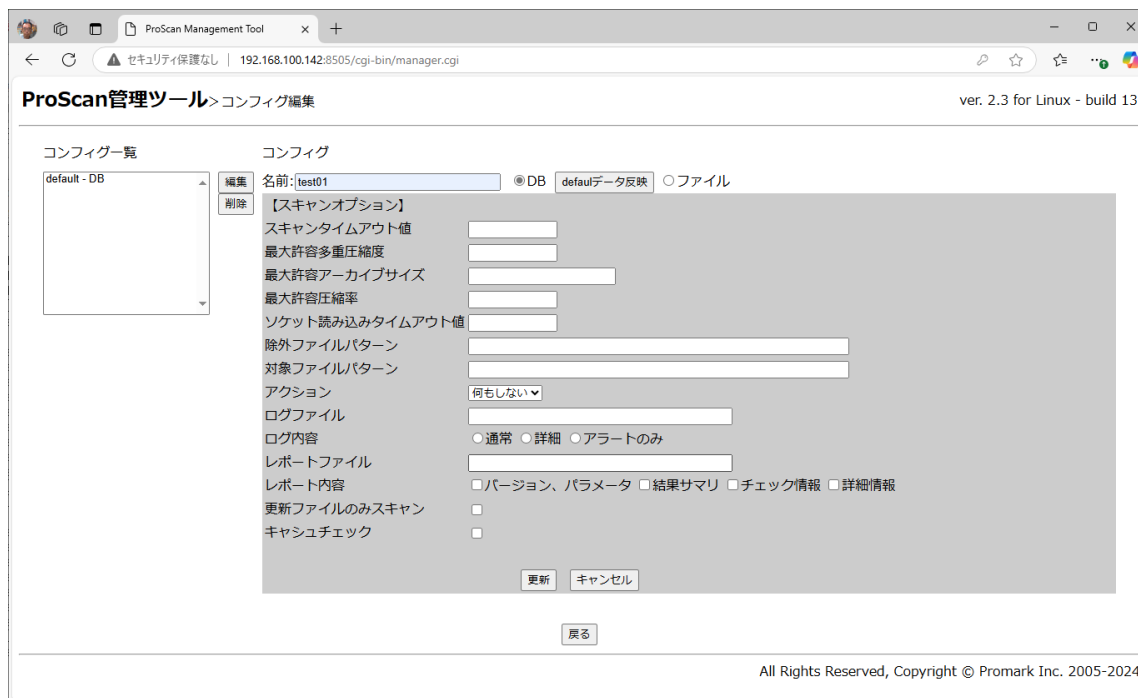 ProScan Management Tool
セキュリティ保護なし | 192.168.100.142:8505/cgi-bin/manager.cgi
ProScan管理ツール>コンフィグ編集 ver. 2.3 for Linux - build 13
コンフィグ一覧 コンフィグ
default - DB 編集 名前: test01 DB defaulデータ反映 ファイル
削除 【スキャンオプション】
スキャンタイムアウト値
最大許容多重圧縮度
最大許容アーカイブサイズ
最大許容圧縮率
ソケット読み込みタイムアウト値
除外ファイルパターン
対象ファイルパターン
アクション 何もしない
ログファイル
ログ内容 通常 詳細 アラートのみ
レポートファイル
レポート内容 バージョン、パラメータ 結果サマリ チェック情報 詳細情報
更新ファイルのみスキャン
キャシュチェック
更新 キャンセル
戻る
All Rights Reserved, Copyright © Promark Inc. 2005-2024